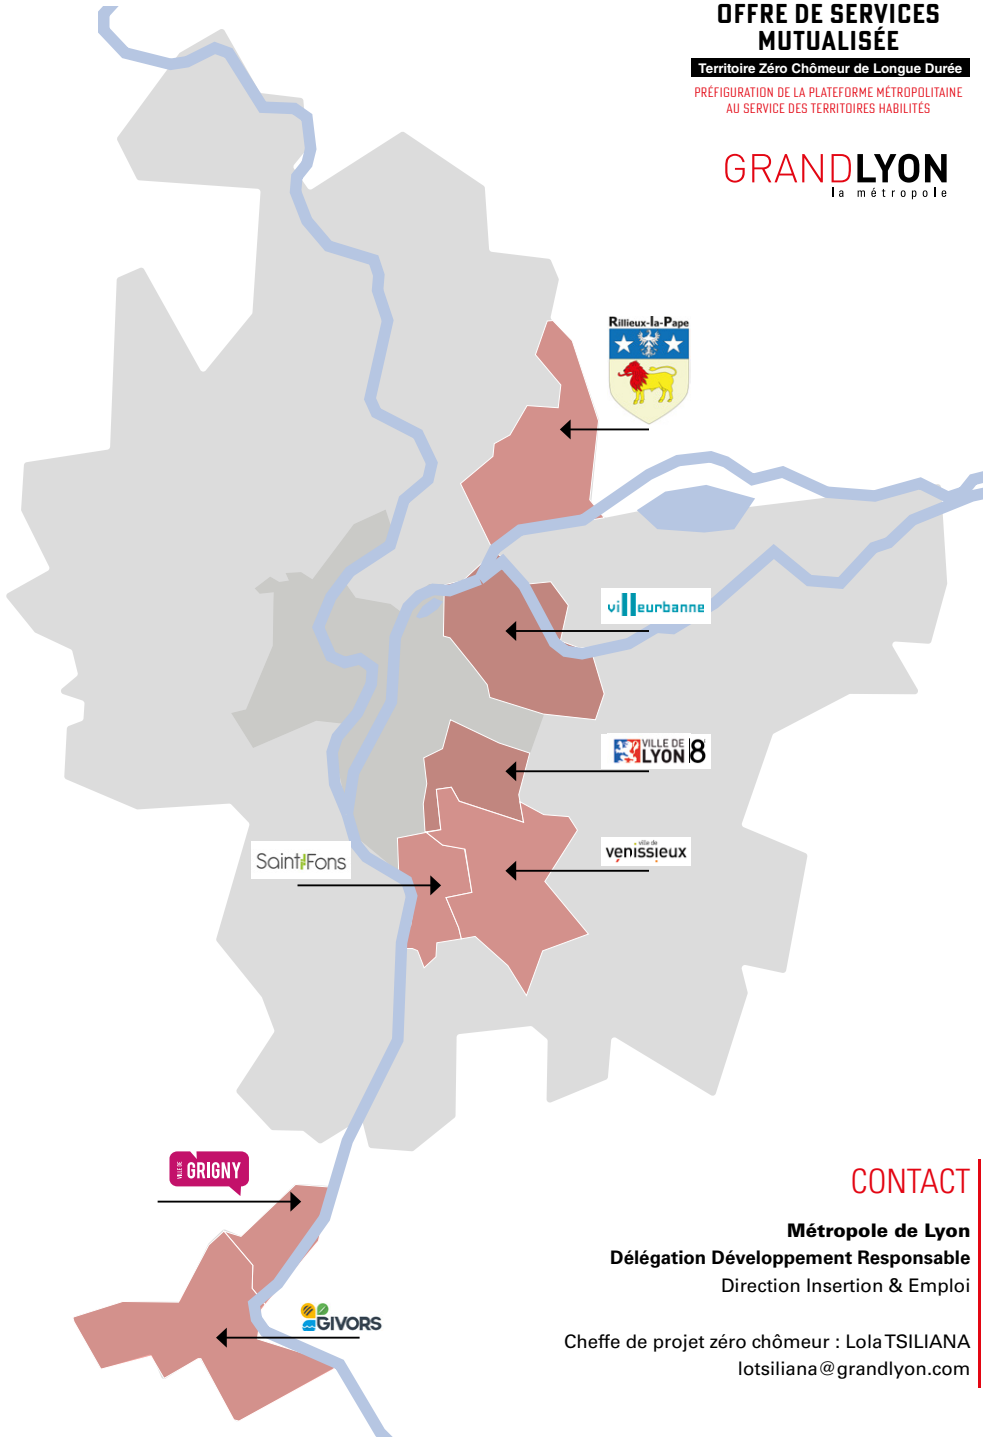 OFFRE DE SERVICES
MUTUALISÉE
Territoire Zéro Chômeur de Longue Durée
PRÉFIGURATION DE LA PLATEFORME MÉTROPOLITAINE
AU SERVICE DES TERRITOIRES HABILITÉS
GRANDLYON
la métropole
Rillieux-la-Pape
villeurbanne
VILLE DE
LYON 8
Saint-Fons
ville de
venissieux
VILLE DE
GRIGNY
GIVORS
CONTACT
Métropole de Lyon
Délégation Développement Responsable
Direction Insertion & Emploi
Cheffe de projet zéro chômeur : Lola TSILIANA
lotsiliana@grandlyon.com